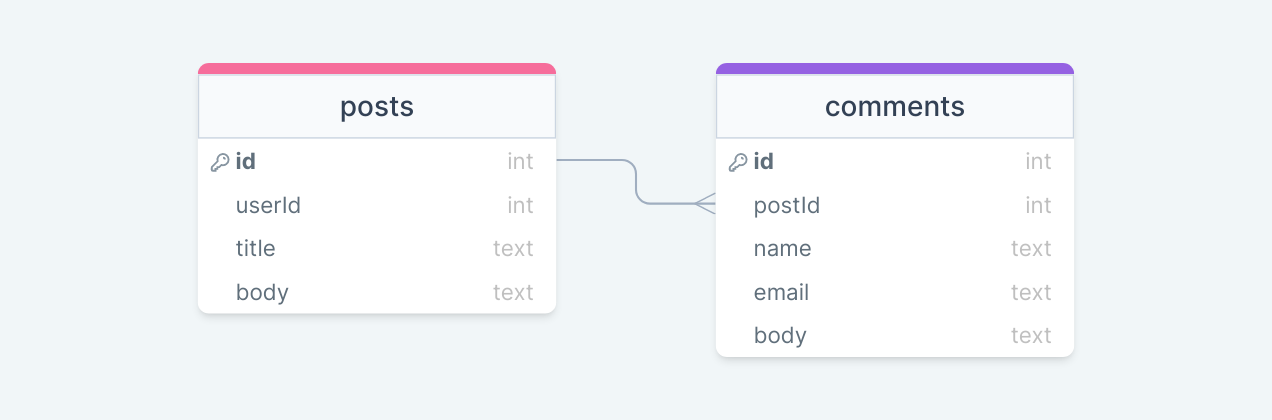 posts
id int
userId int
title text
body text
comments
id int
postId int
name text
email text
body text